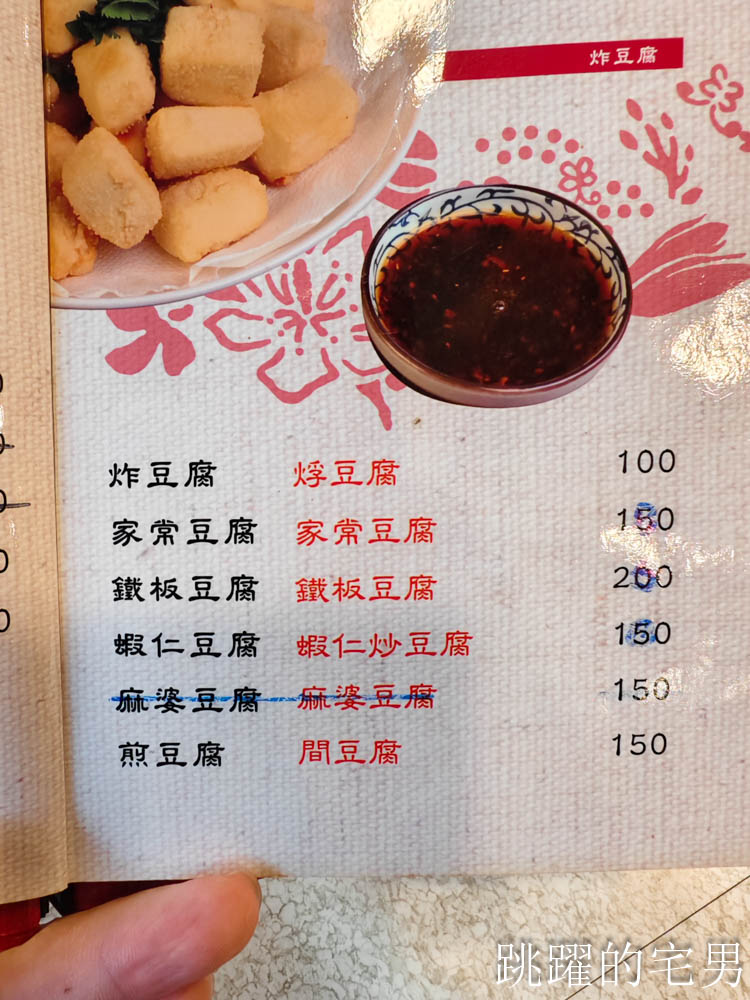 炸豆腐
炸豆腐 烰豆腐 100
家常豆腐 家常豆腐 150
鐵板豆腐 鐵板豆腐 200
蝦仁豆腐 蝦仁炒豆腐 150
麻婆豆腐 麻婆豆腐 150
煎豆腐 間豆腐 150
跳躍的宅男